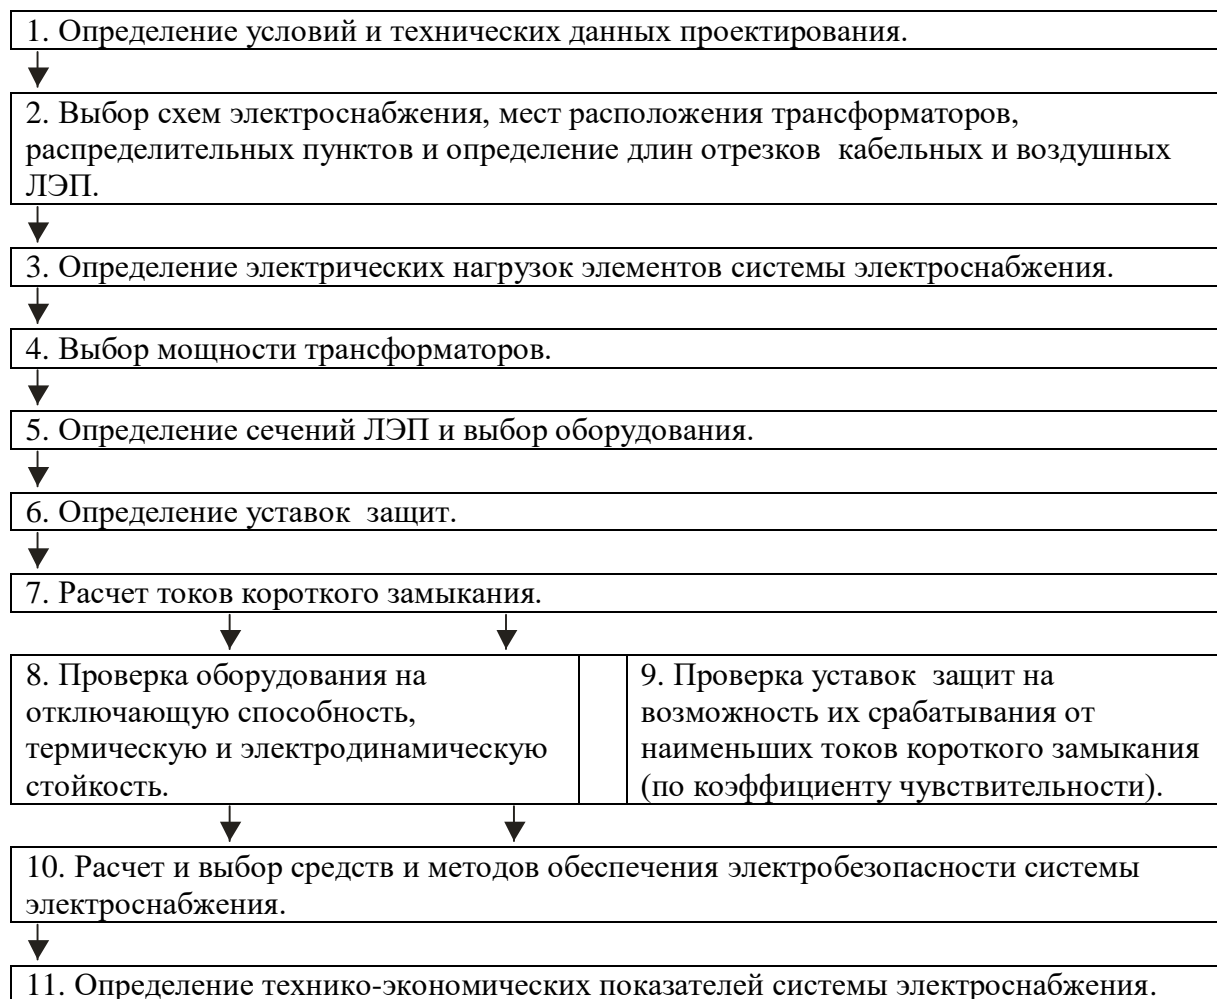 1. Определение условий и технических данных проектирования.
2. Выбор схем электроснабжения, мест расположения трансформаторов,
распределительных пунктов и определение длин отрезков кабельных и воздушных
ЛЭП.
3. Определение электрических нагрузок элементов системы электроснабжения.
4. Выбор мощности трансформаторов.
5. Определение сечений ЛЭП и выбор оборудования.
6. Определение уставок защит.
7. Расчет токов короткого замыкания.
8. Проверка оборудования на
отключающую способность,
термическую и электродинамическую
стойкость.
9. Проверка уставок защит на
возможность их срабатывания от
наименьших токов короткого замыкания
(по коэффициенту чувствительности).
10. Расчет и выбор средств и методов обеспечения электробезопасности системы
электроснабжения.
11. Определение технико-экономических показателей системы электроснабжения.